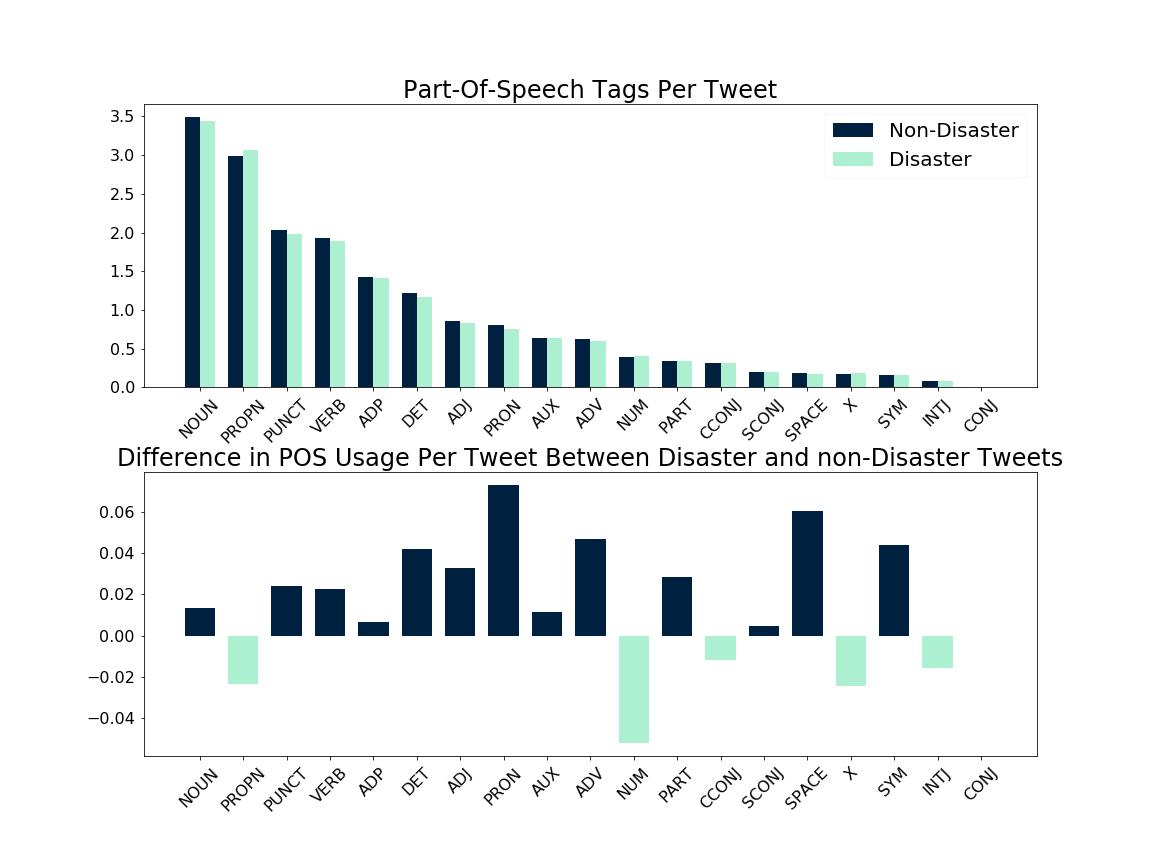 Part-Of-Speech Tags Per Tweet
3.5
3.0
2.5
2.0
1.5
1.0
0.5
0.0
Non-Disaster
Disaster
NOUN PROPN PUNCT VERB ADP DET ADJ PRON AUX ADV NUM PART CCONJ SCONJ SPACE X SYM INTJ CONJ
Difference in POS Usage Per Tweet Between Disaster and non-Disaster Tweets
0.06
0.04
0.02
0.00
−0.02
−0.04
NOUN PROPN PUNCT VERB ADP DET ADJ PRON AUX ADV NUM PART CCONJ SCONJ SPACE X SYM INTJ CONJ